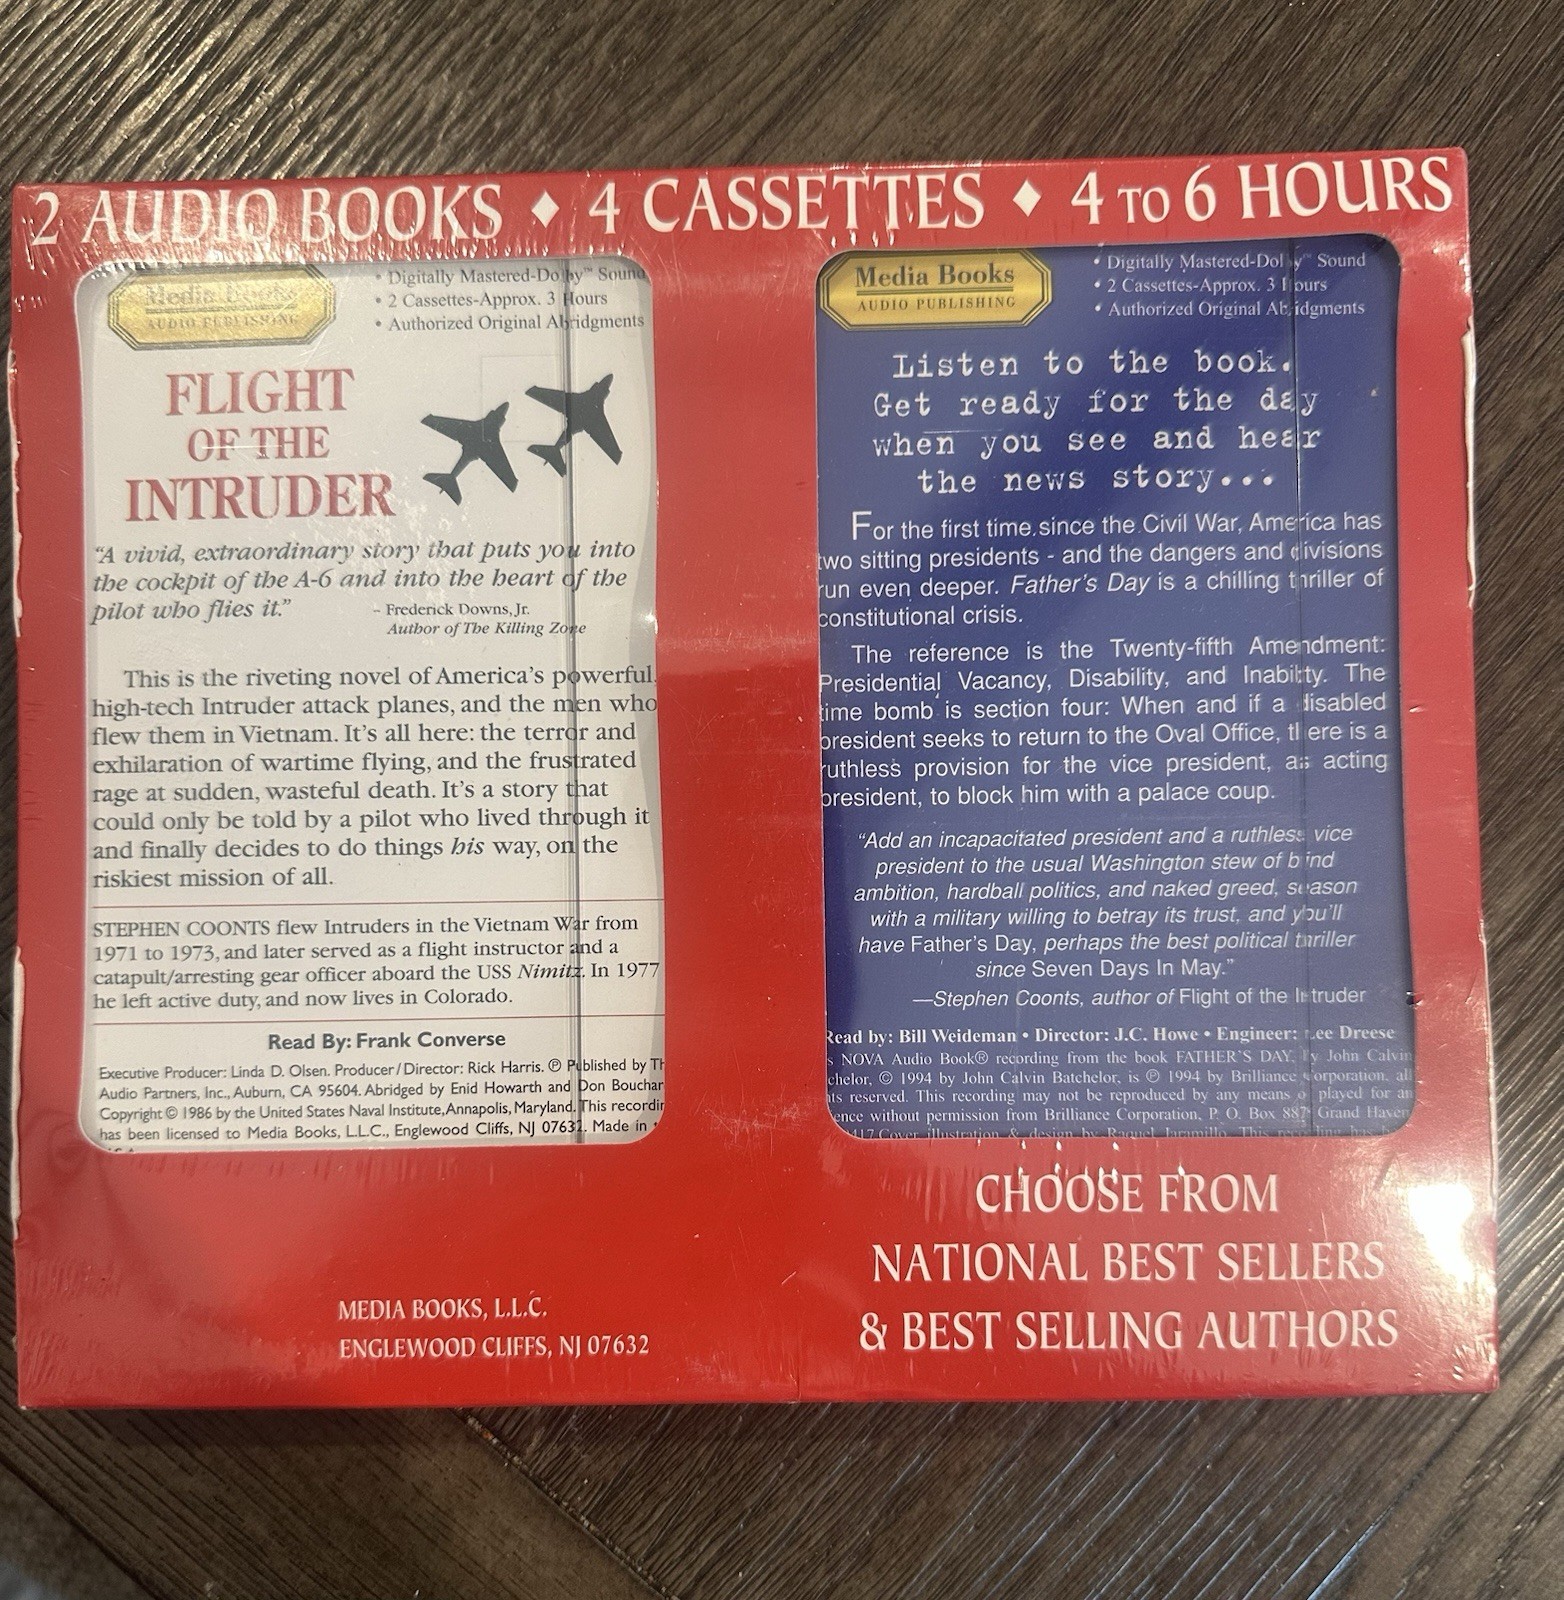 2 AUDIO BOOKS ♦ 4 CASSETTES ♦ 4 TO 6 HOURS
Media Books
AUDIO PUBLISHING
• Digitally Mastered-Dolby™ Sound
• 2 Cassettes-Approx. 3 Hours
• Authorized Original Abridgments
FLIGHT
OF THE
INTRUDER
"A vivid, extraordinary story that puts you into
the cockpit of the A-6 and into the heart of the
pilot who flies it."
– Frederick Downs, Jr.
Author of The Killing Zone
This is the riveting novel of America's powerful,
high-tech Intruder attack planes, and the men who
flew them in Vietnam. It's all here: the terror and
exhilaration of wartime flying, and the frustrated
rage at sudden, wasteful death. It's a story that
could only be told by a pilot who lived through it
and finally decides to do things his way, on the
riskiest mission of all.
STEPHEN COONTS flew Intruders in the Vietnam War from
1971 to 1973, and later served as a flight instructor and a
catapult/arresting gear officer aboard the USS Nimitz. In 1977
he left active duty, and now lives in Colorado.
Read By: Frank Converse
Executive Producer: Linda D. Olsen. Producer/Director: Rick Harris. ℗ Published by Th
Audio Partners, Inc., Auburn, CA 95604. Abridged by Enid Howarth and Don Bouchar
Copyright © 1986 by the United States Naval Institute, Annapolis, Maryland. This recordin
has been licensed to Media Books, L.L.C., Englewood Cliffs, NJ 07632. Made in
Media Books
AUDIO PUBLISHING
• Digitally Mastered-Dolby™ Sound
• 2 Cassettes-Approx. 3 Hours
• Authorized Original Abridgments
Listen to the book.
Get ready for the day
when you see and hear
the news story...
For the first time since the Civil War, America has
two sitting presidents - and the dangers and divisions
run even deeper. Father's Day is a chilling thriller of
constitutional crisis.
The reference is the Twenty-fifth Amendment:
Presidential Vacancy, Disability, and Inability. The
time bomb is section four: When and if a disabled
president seeks to return to the Oval Office, there is a
ruthless provision for the vice president, as acting
president, to block him with a palace coup.
"Add an incapacitated president and a ruthless vice
president to the usual Washington stew of blind
ambition, hardball politics, and naked greed, season
with a military willing to betray its trust, and you'll
have Father's Day, perhaps the best political thriller
since Seven Days In May."
—Stephen Coonts, author of Flight of the Intruder
Read by: Bill Weideman • Director: J.C. Howe • Engineer: Lee Dreese
s NOVA Audio Book® recording from the book FATHER'S DAY, by John Calvin
chelor, © 1994 by John Calvin Batchelor, is ℗ 1994 by Brilliance Corporation, all
hts reserved. This recording may not be reproduced by any means or played for an
ence without permission from Brilliance Corporation, P. O. Box 887 Grand Haven
417 Cover illustration & design by Raquel Jaramillo. This recording has b
CHOOSE FROM
NATIONAL BEST SELLERS
& BEST SELLING AUTHORS
MEDIA BOOKS, L.L.C.
ENGLEWOOD CLIFFS, NJ 07632